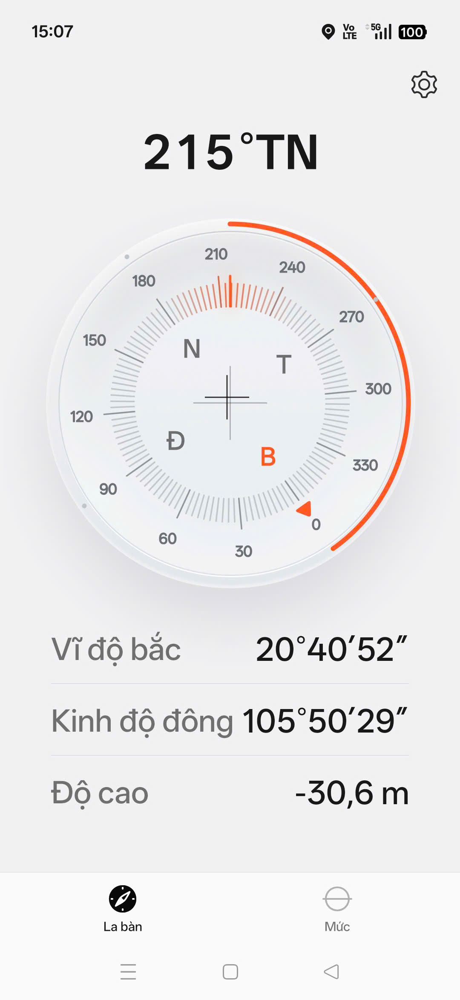 15:07
Vo LTE 5G 100
215°TN
210
240
180
270
150
N
T
300
120
Đ
B
330
90
0
60
30
Vĩ độ bắc 20°40′52″
Kinh độ đông 105°50′29″
Độ cao -30,6 m
La bàn Mức